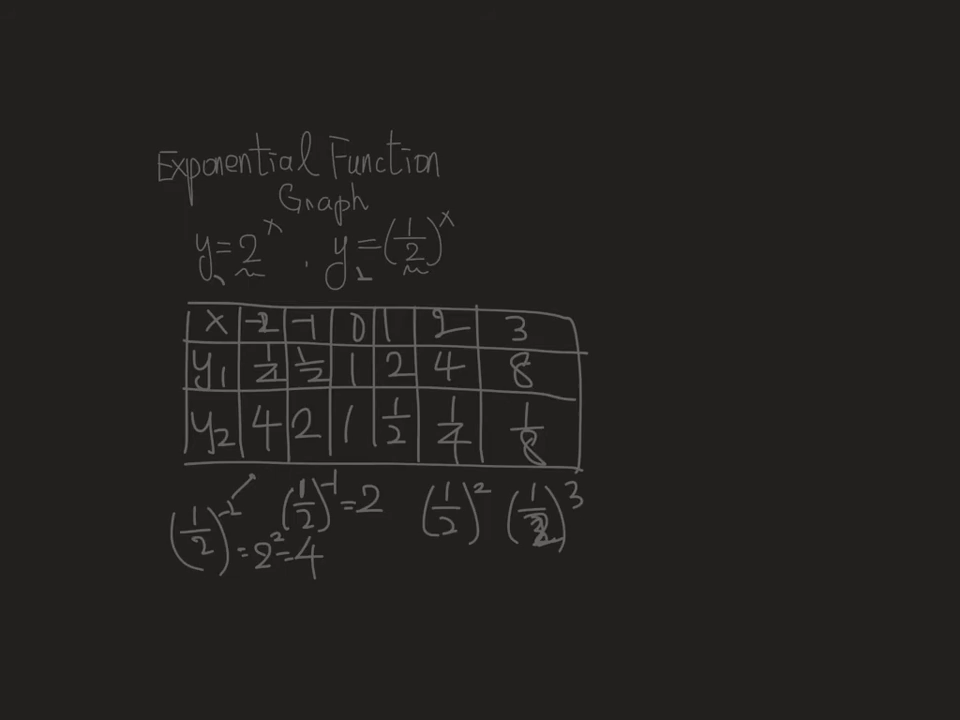 Exponential Function
Graph
y₁ = 2^x . y₂ = (1/2)^x
x -2 -1 0 1 2 3
y₁ 1/4 1/2 1 2 4 8
y₂ 4 2 1 1/2 1/4 1/8
(1/2)^-2 = 2² = 4 (1/2)^-1 = 2 (1/2)² (1/2)³